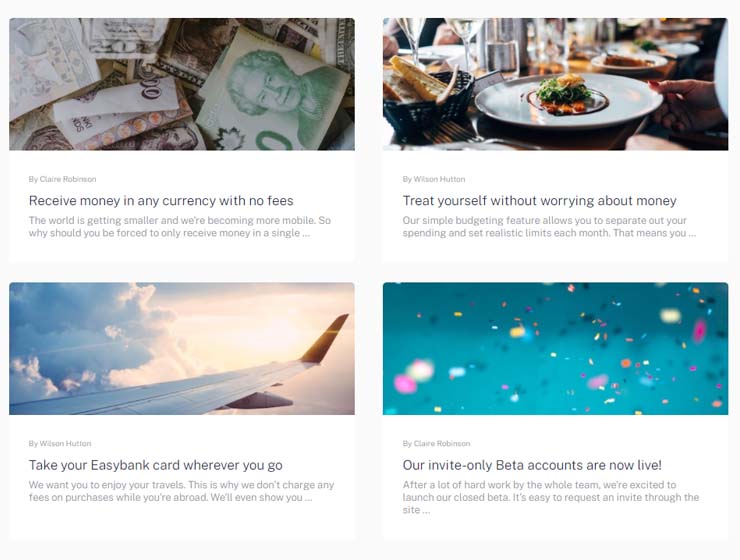 By Claire Robinson
Receive money in any currency with no fees
The world is getting smaller and we're becoming more mobile. So
why should you be forced to only receive money in a single ...
By Wilson Hutton
Treat yourself without worrying about money
Our simple budgeting feature allows you to separate out your
spending and set realistic limits each month. That means you ...
By Wilson Hutton
Take your Easybank card wherever you go
We want you to enjoy your travels. This is why we don't charge any
fees on purchases while you're abroad. We'll even show you ...
By Claire Robinson
Our invite-only Beta accounts are now live!
After a lot of hard work by the whole team, we're excited to
launch our closed beta. It's easy to request an invite through the
site ...